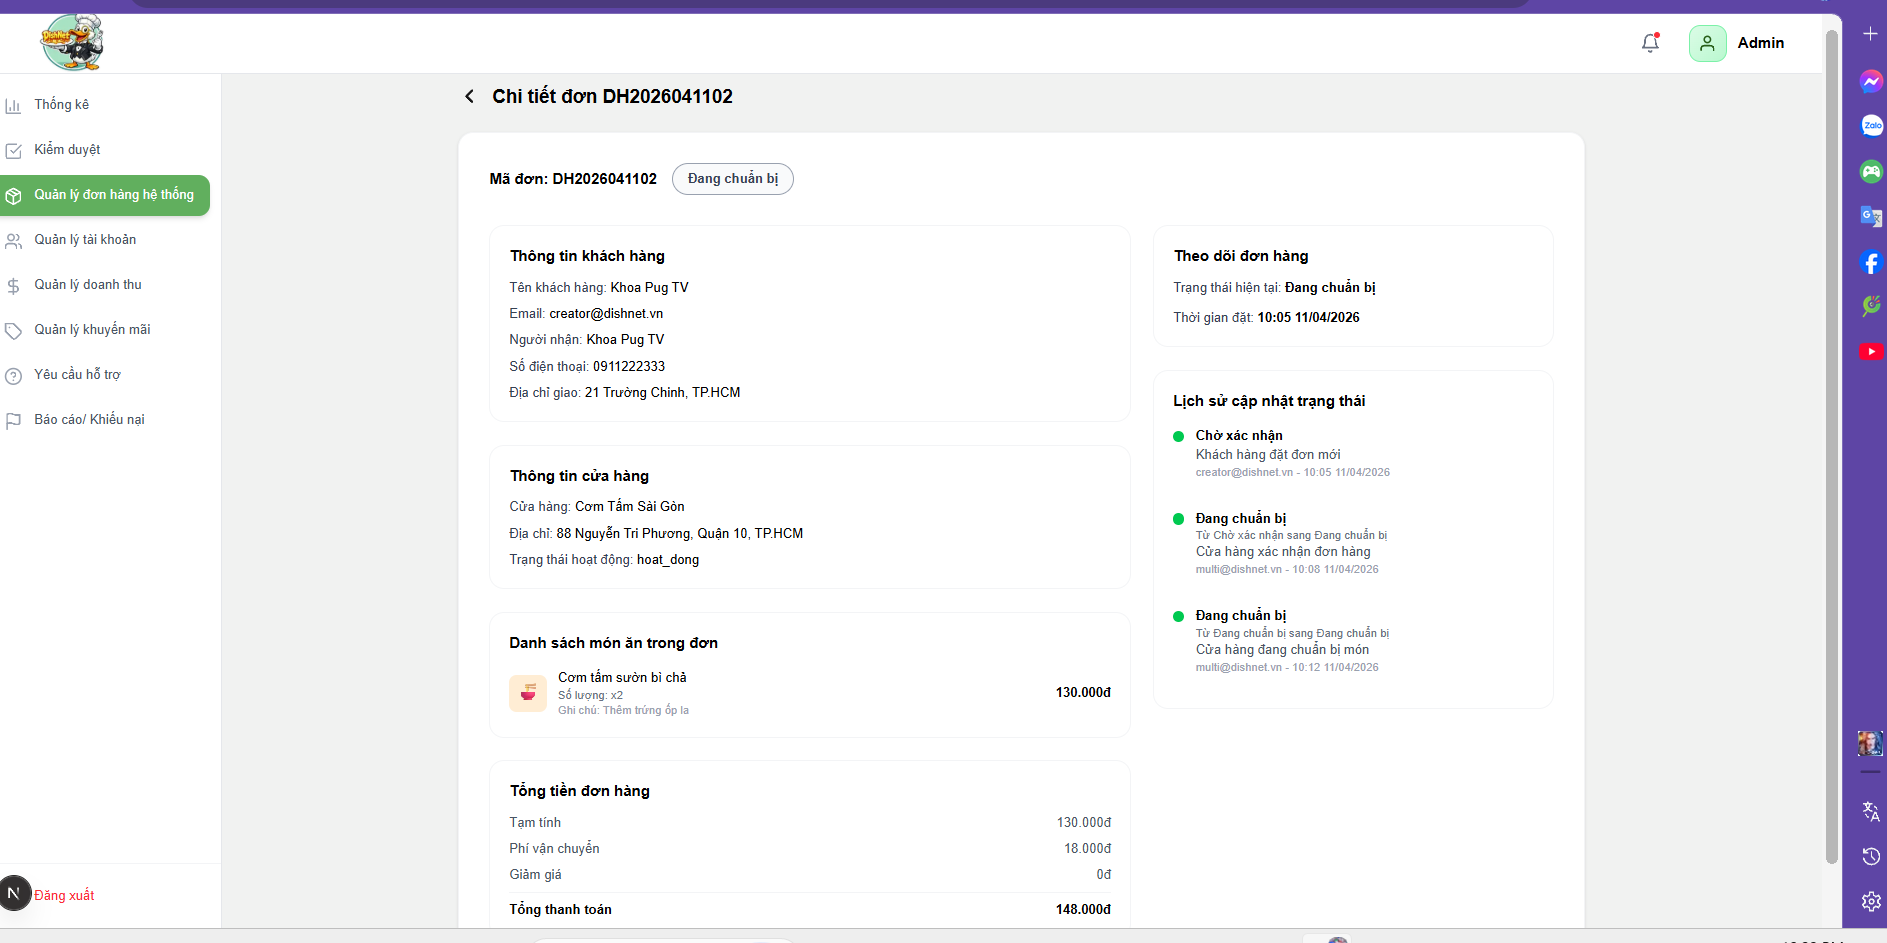 DishNet
Admin
Thống kê
Kiểm duyệt
Quản lý đơn hàng hệ thống
Quản lý tài khoản
Quản lý doanh thu
Quản lý khuyến mãi
Yêu cầu hỗ trợ
Báo cáo/ Khiếu nại
N
Đăng xuất
Chi tiết đơn DH2026041102
Mã đơn: DH2026041102
Đang chuẩn bị
Thông tin khách hàng
Tên khách hàng: Khoa Pug TV
Email: creator@dishnet.vn
Người nhận: Khoa Pug TV
Số điện thoại: 0911222333
Địa chỉ giao: 21 Trường Chinh, TP.HCM
Thông tin cửa hàng
Cửa hàng: Cơm Tấm Sài Gòn
Địa chỉ: 88 Nguyễn Tri Phương, Quận 10, TP.HCM
Trạng thái hoạt động: hoat_dong
Danh sách món ăn trong đơn
Cơm tấm sườn bì chả
Số lượng: x2
Ghi chú: Thêm trứng ốp la
130.000đ
Tổng tiền đơn hàng
Tạm tính 130.000đ
Phí vận chuyển 18.000đ
Giảm giá 0đ
Tổng thanh toán 148.000đ
Theo dõi đơn hàng
Trạng thái hiện tại: Đang chuẩn bị
Thời gian đặt: 10:05 11/04/2026
Lịch sử cập nhật trạng thái
Chờ xác nhận
Khách hàng đặt đơn mới
creator@dishnet.vn - 10:05 11/04/2026
Đang chuẩn bị
Từ Chờ xác nhận sang Đang chuẩn bị
Cửa hàng xác nhận đơn hàng
multi@dishnet.vn - 10:08 11/04/2026
Đang chuẩn bị
Từ Đang chuẩn bị sang Đang chuẩn bị
Cửa hàng đang chuẩn bị món
multi@dishnet.vn - 10:12 11/04/2026
Zalo